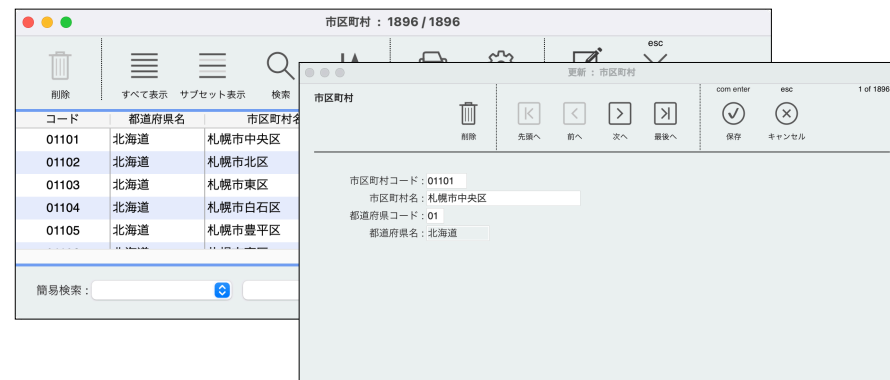 市区町村 : 1896 / 1896
esc
削除
すべて表示
サブセット表示
検索
コード 都道府県名 市区町村名
01101 北海道 札幌市中央区
01102 北海道 札幌市北区
01103 北海道 札幌市東区
01104 北海道 札幌市白石区
01105 北海道 札幌市豊平区
簡易検索 :
更新 : 市区町村
市区町村
com enter
esc
1 of 1896
削除
先頭へ
前へ
次へ
最後へ
保存
キャンセル
市区町村コード : 01101
市区町村名 : 札幌市中央区
都道府県コード : 01
都道府県名 : 北海道